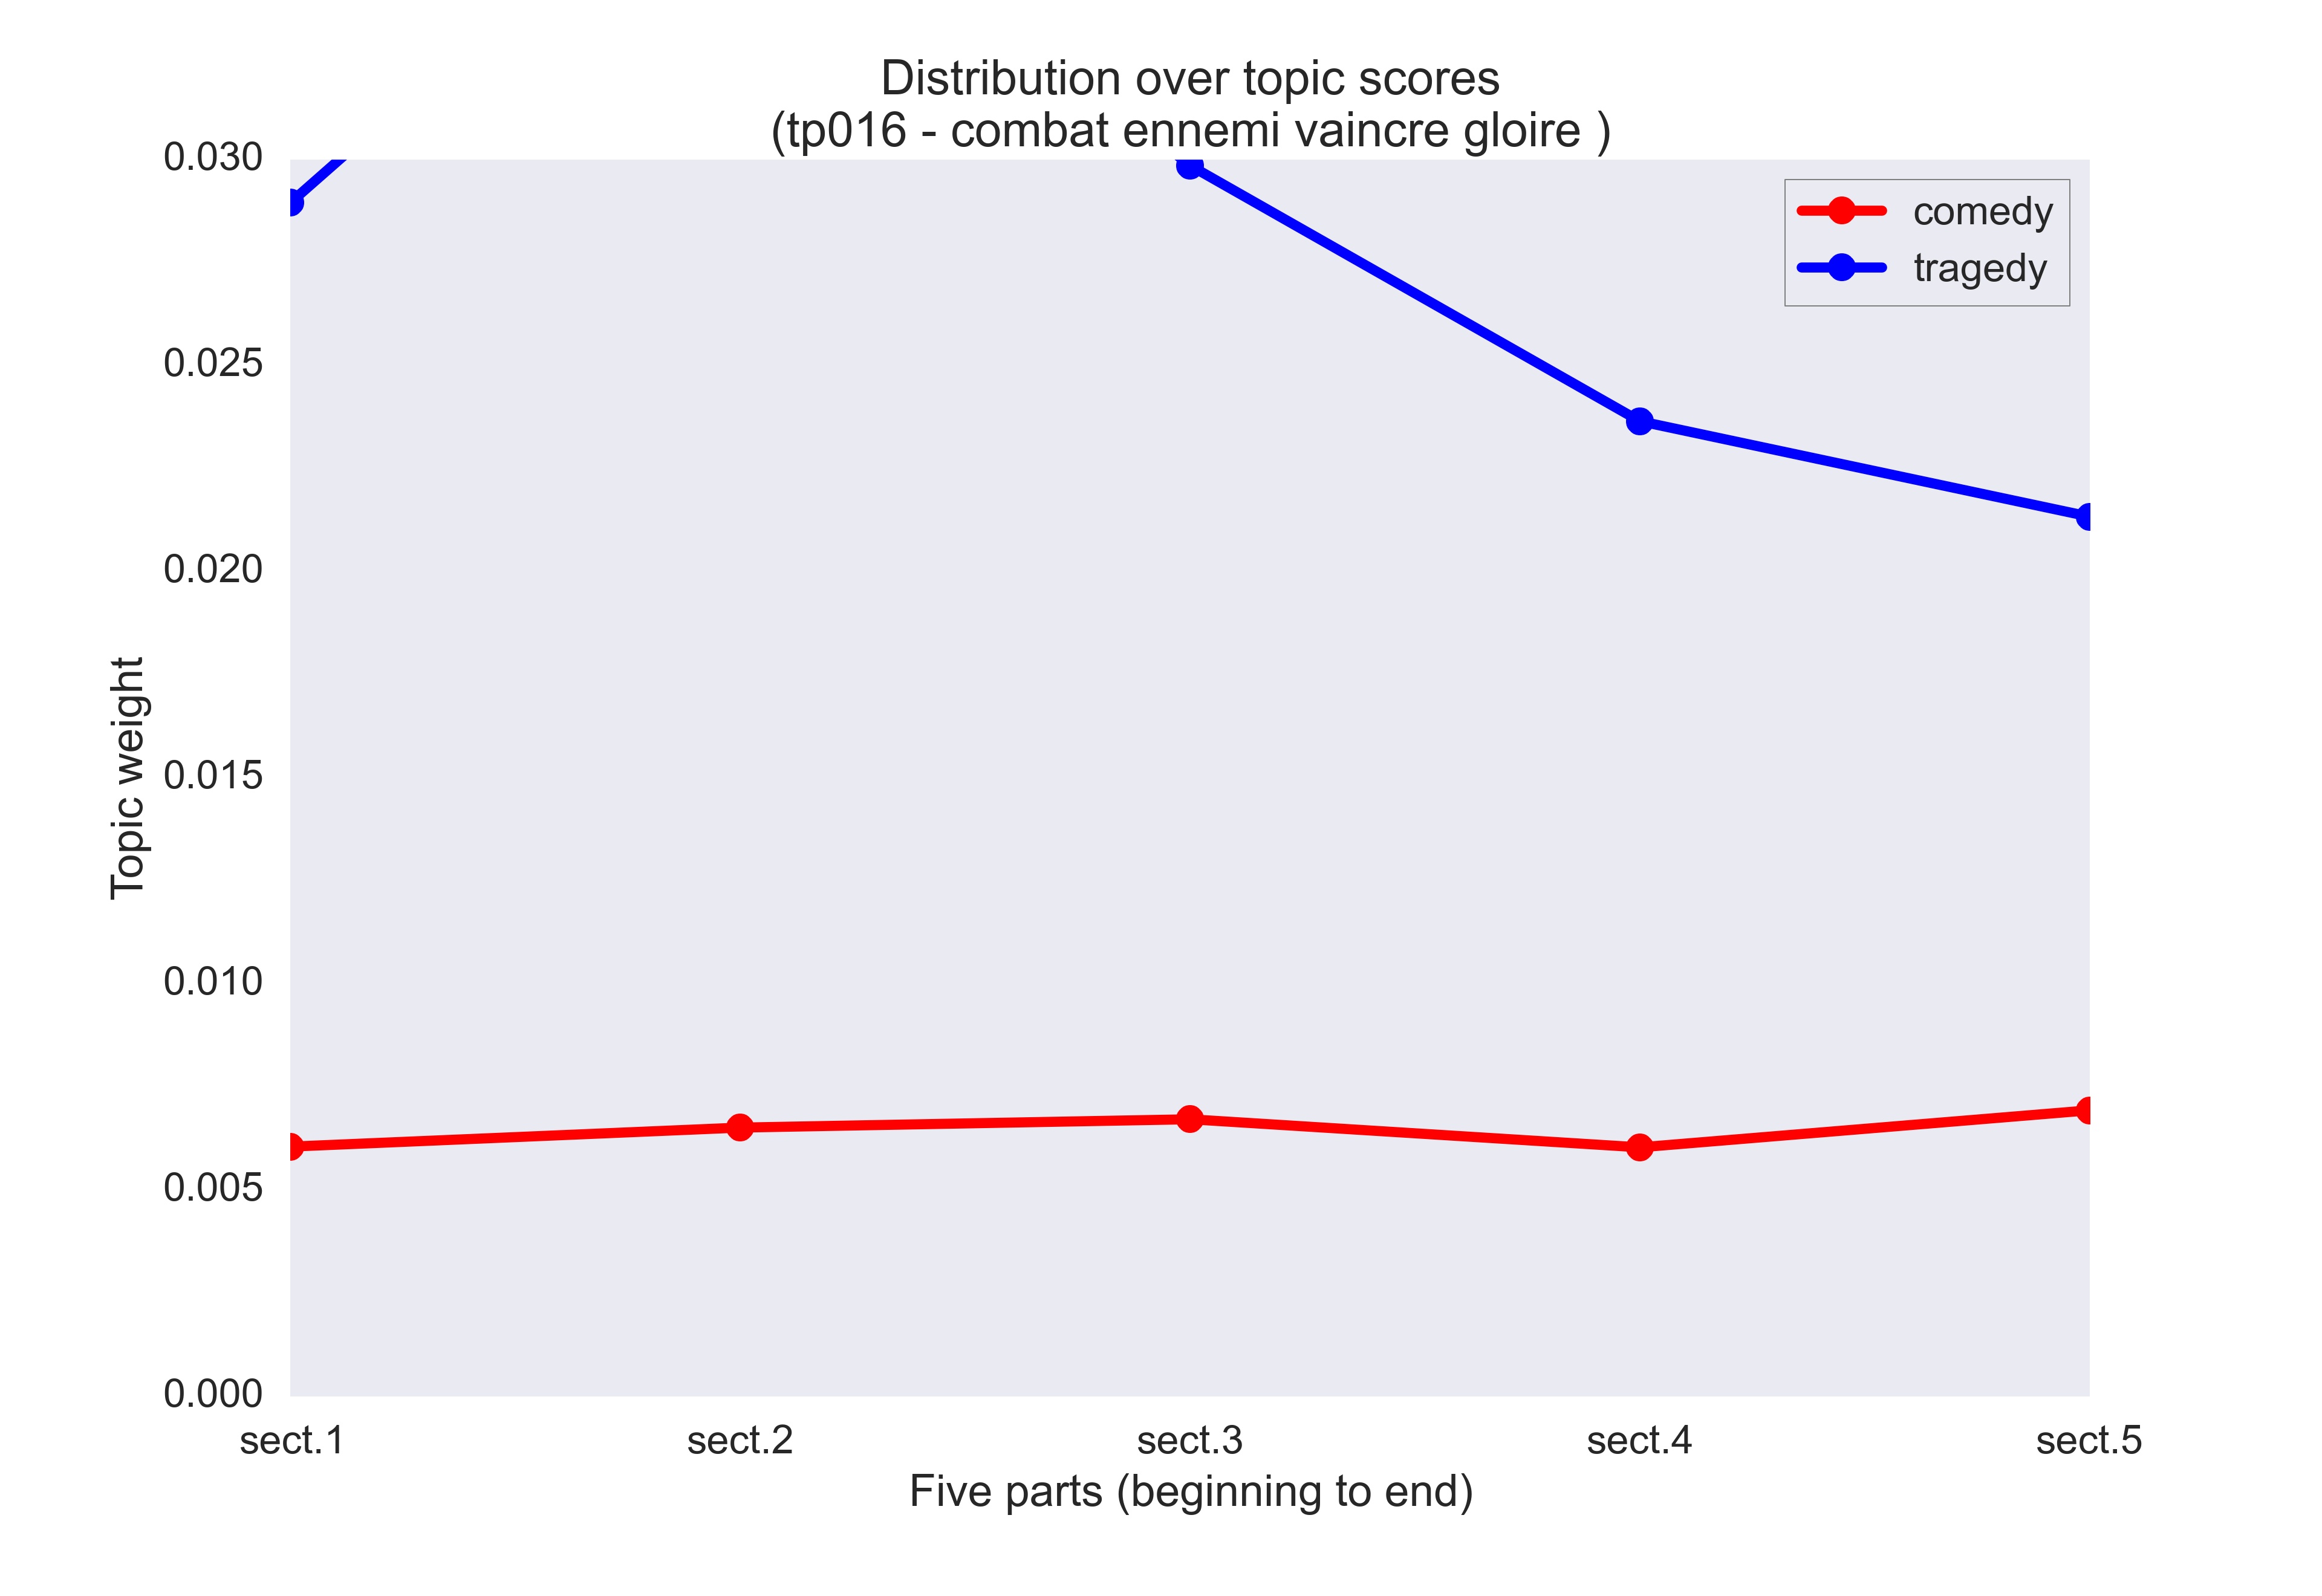 Distribution over topic scores
(tp016 - combat ennemi vaincre gloire )
0.030
0.025
0.020
0.015
0.010
0.005
0.000
Topic weight
comedy
tragedy
sect.1
sect.2
sect.3
sect.4
sect.5
Five parts (beginning to end)